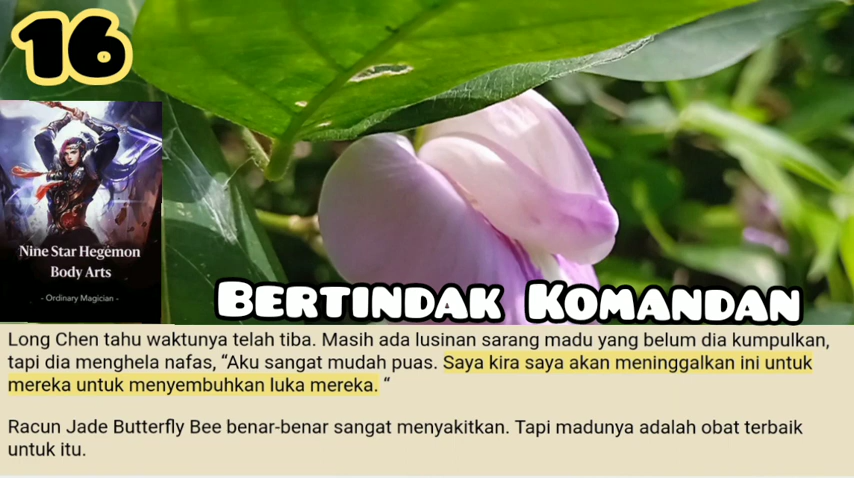 16
Nine Star Hegemon
Body Arts
- Ordinary Magician -
BERTINDAK KOMANDAN
Long Chen tahu waktunya telah tiba. Masih ada lusinan sarang madu yang belum dia kumpulkan,
tapi dia menghela nafas, “Aku sangat mudah puas. Saya kira saya akan meninggalkan ini untuk
mereka untuk menyembuhkan luka mereka. “
Racun Jade Butterfly Bee benar-benar sangat menyakitkan. Tapi madunya adalah obat terbaik
untuk itu.